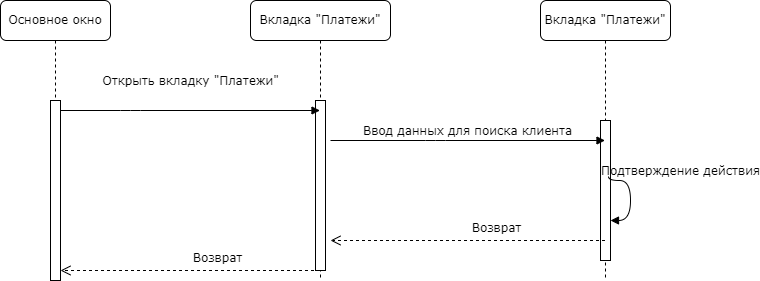 Основное окно
Вкладка "Платежи"
Вкладка "Платежи"
Открыть вкладку "Платежи"
Ввод данных для поиска клиента
Подтверждение действия
Возврат
Возврат